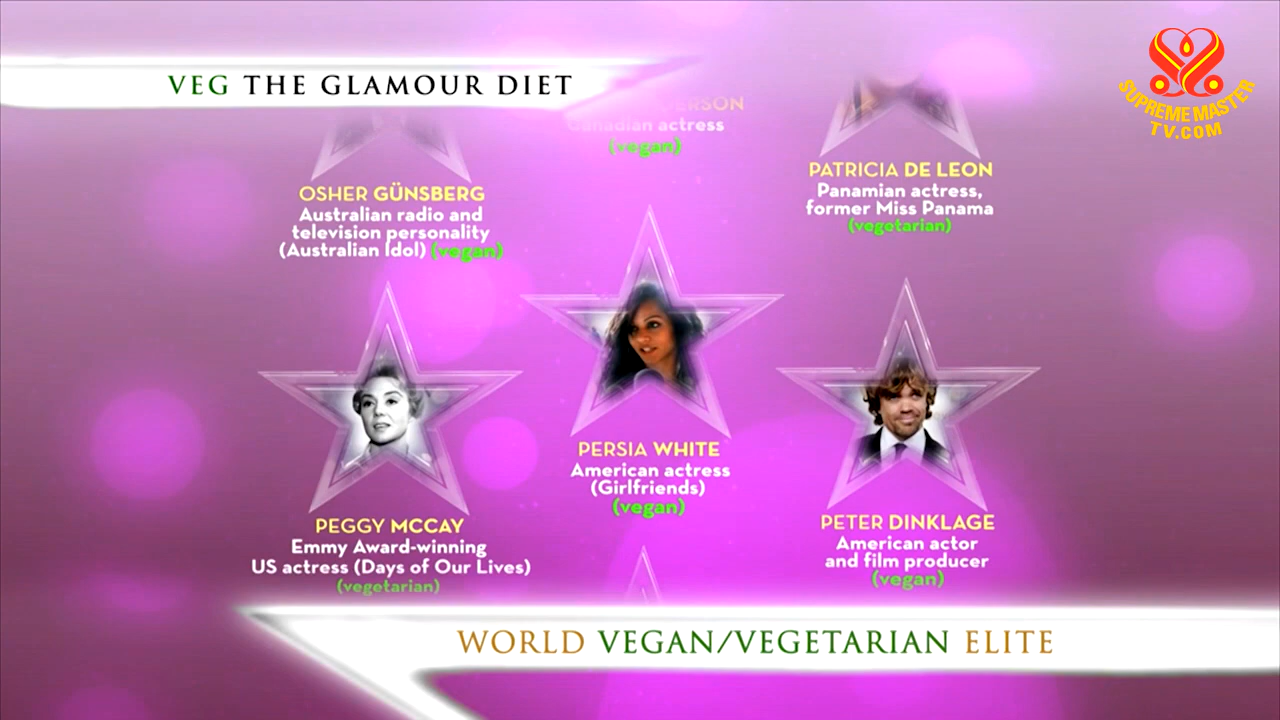 VEG THE GLAMOUR DIET
SUPREME MASTER
TV.COM
Canadian actress
(vegan)
OSHER GÜNSBERG
Australian radio and
television personality
(Australian Idol) (vegan)
PATRICIA DE LEON
Panamian actress,
former Miss Panama
(vegetarian)
PERSIA WHITE
American actress
(Girlfriends)
(vegan)
PEGGY MCCAY
Emmy Award-winning
US actress (Days of Our Lives)
(vegetarian)
PETER DINKLAGE
American actor
and film producer
(vegan)
WORLD VEGAN/VEGETARIAN ELITE